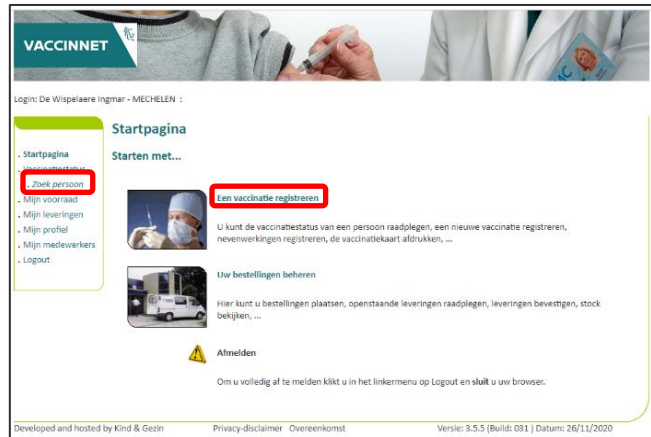 VACCINNET
Login: De Wispelaere Ingmar - MECHELEN :
Startpagina
. Startpagina
. Vaccinatiestatus
. Zoek persoon
. Mijn voorraad
. Mijn leveringen
. Mijn profiel
. Mijn medewerkers
. Logout
Starten met...
Een vaccinatie registreren
U kunt de vaccinatiestatus van een persoon raadplegen, een nieuwe vaccinatie registreren,
nevenwerkingen registreren, de vaccinatiekaart afdrukken, ...
Uw bestellingen beheren
Hier kunt u bestellingen plaatsen, openstaande leveringen raadplegen, leveringen bevestigen, stock
bekijken, ...
Afmelden
Om u volledig af te melden klikt u in het linkermenu op Logout en sluit u uw browser.
Developed and hosted by Kind & Gezin
Privacy-disclaimer Overeenkomst
Versie: 3.5.5 (Build: 031 ) Datum: 26/11/2020